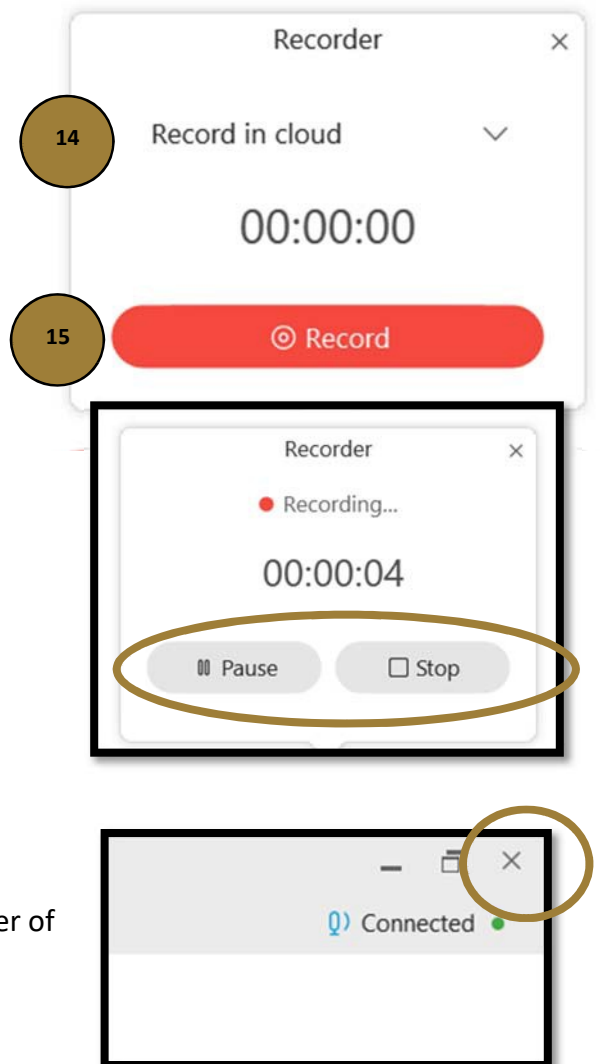 Recorder ×
14 Record in cloud
00:00:00
15 Record
Recorder ×
Recording...
00:00:04
Pause Stop
Connected
er of